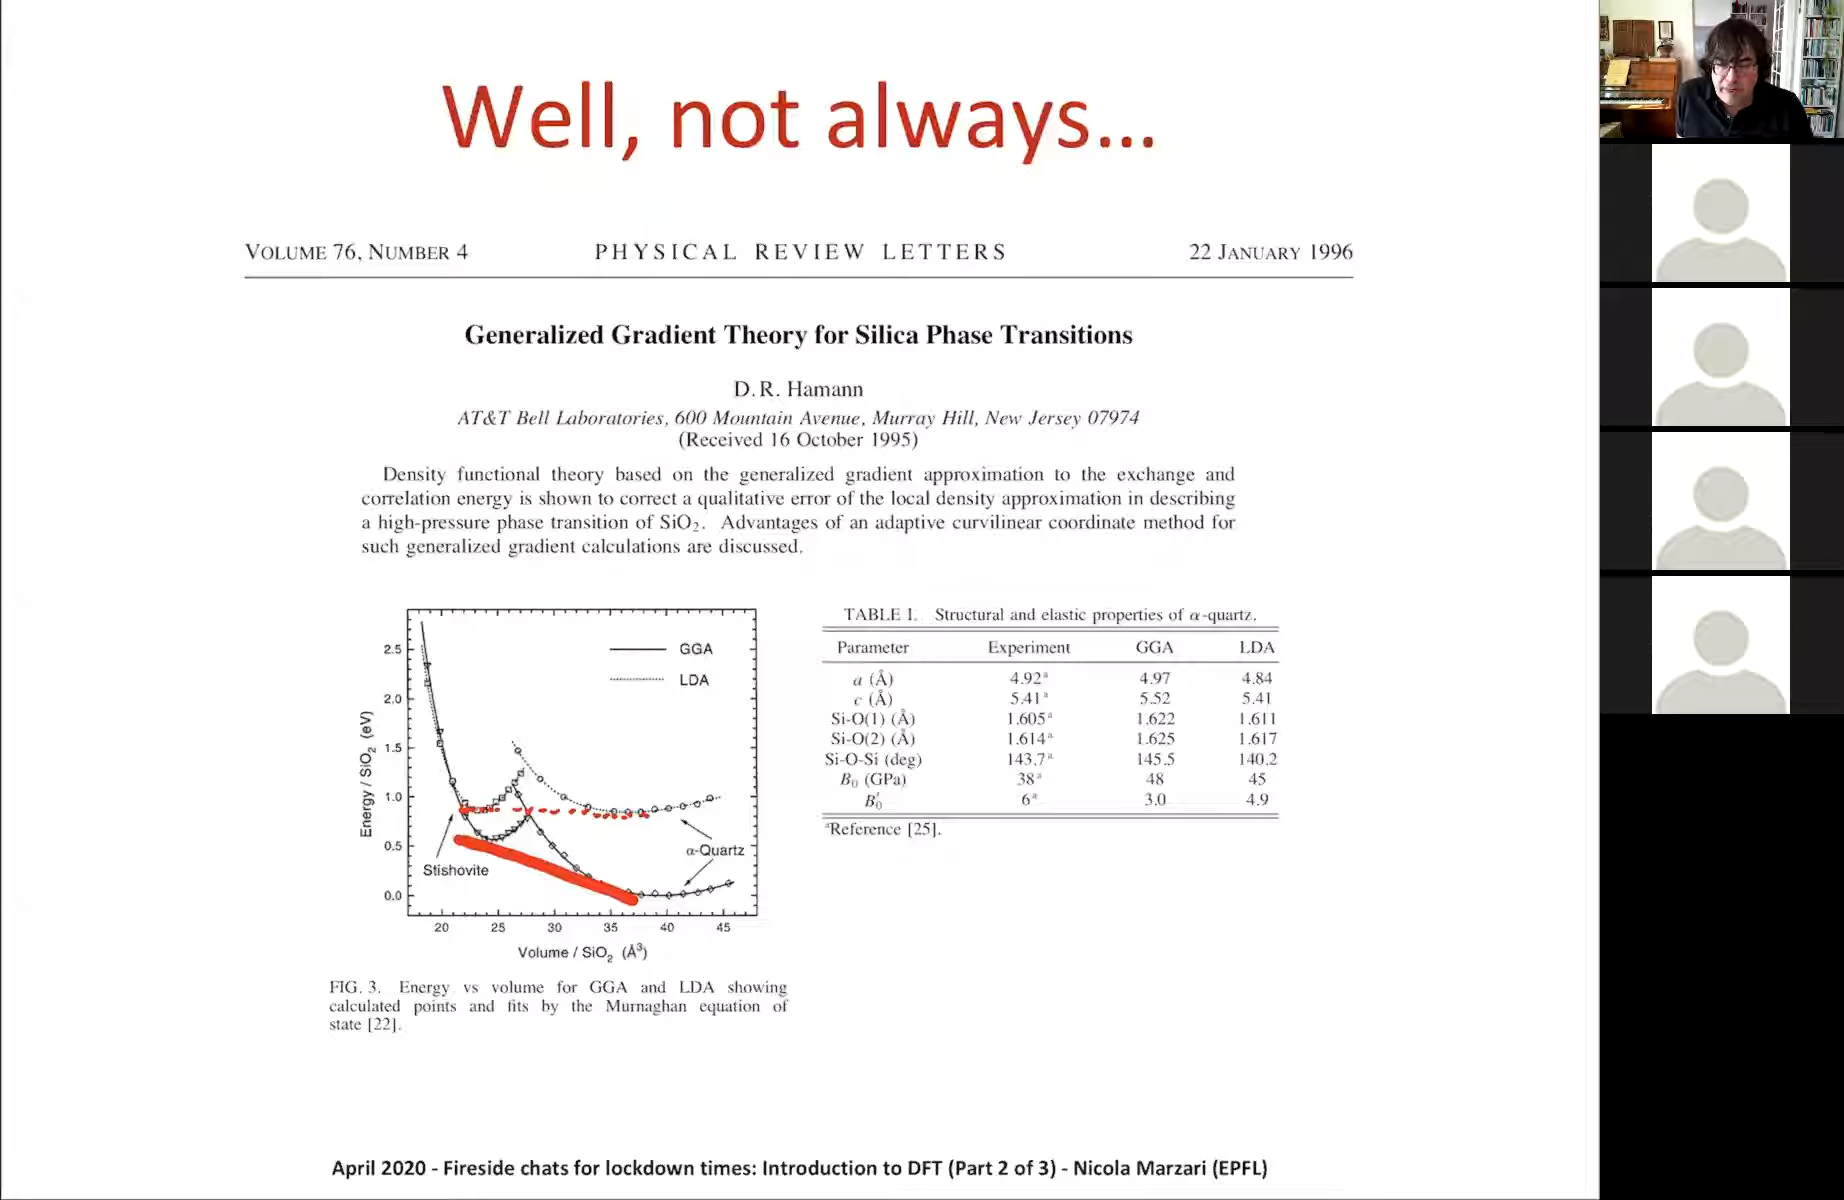 Well, not always...
VOLUME 76, NUMBER 4 PHYSICAL REVIEW LETTERS 22 JANUARY 1996
Generalized Gradient Theory for Silica Phase Transitions
D. R. Hamann
AT&T Bell Laboratories, 600 Mountain Avenue, Murray Hill, New Jersey 07974
(Received 16 October 1995)
Density functional theory based on the generalized gradient approximation to the exchange and
correlation energy is shown to correct a qualitative error of the local density approximation in describing
a high-pressure phase transition of SiO₂. Advantages of an adaptive curvilinear coordinate method for
such generalized gradient calculations are discussed.
GGA
LDA
2.5
2.0
1.5
1.0
0.5
0.0
Energy / SiO₂ (eV)
Stishovite
α-Quartz
20 25 30 35 40 45
Volume / SiO₂ (Å³)
FIG. 3. Energy vs volume for GGA and LDA showing
calculated points and fits by the Murnaghan equation of
state [22].
TABLE I. Structural and elastic properties of α-quartz.
Parameter Experiment GGA LDA
a (Å) 4.92ᵃ 4.97 4.84
c (Å) 5.41ᵃ 5.52 5.41
Si-O(1) (Å) 1.605ᵃ 1.622 1.611
Si-O(2) (Å) 1.614ᵃ 1.625 1.617
Si-O-Si (deg) 143.7ᵃ 145.5 140.2
B₀ (GPa) 38ᵃ 48 45
B′₀ 6ᵃ 3.0 4.9
ᵃReference [25].
April 2020 - Fireside chats for lockdown times: Introduction to DFT (Part 2 of 3) - Nicola Marzari (EPFL)